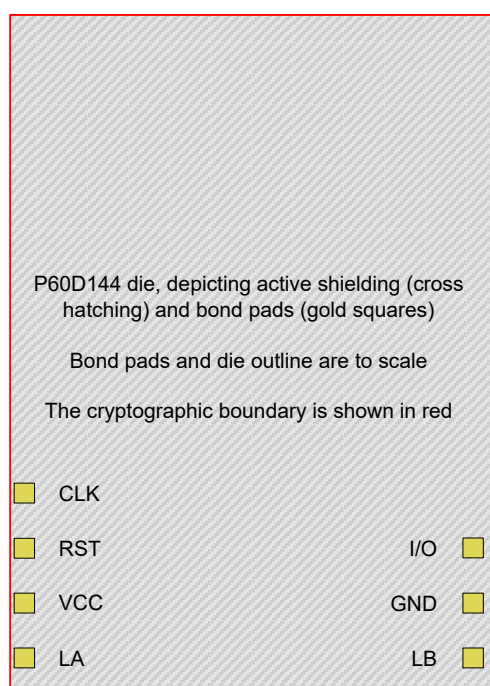 P60D144 die, depicting active shielding (cross
hatching) and bond pads (gold squares)
Bond pads and die outline are to scale
The cryptographic boundary is shown in red
CLK
RST
I/O
VCC
GND
LA
LB